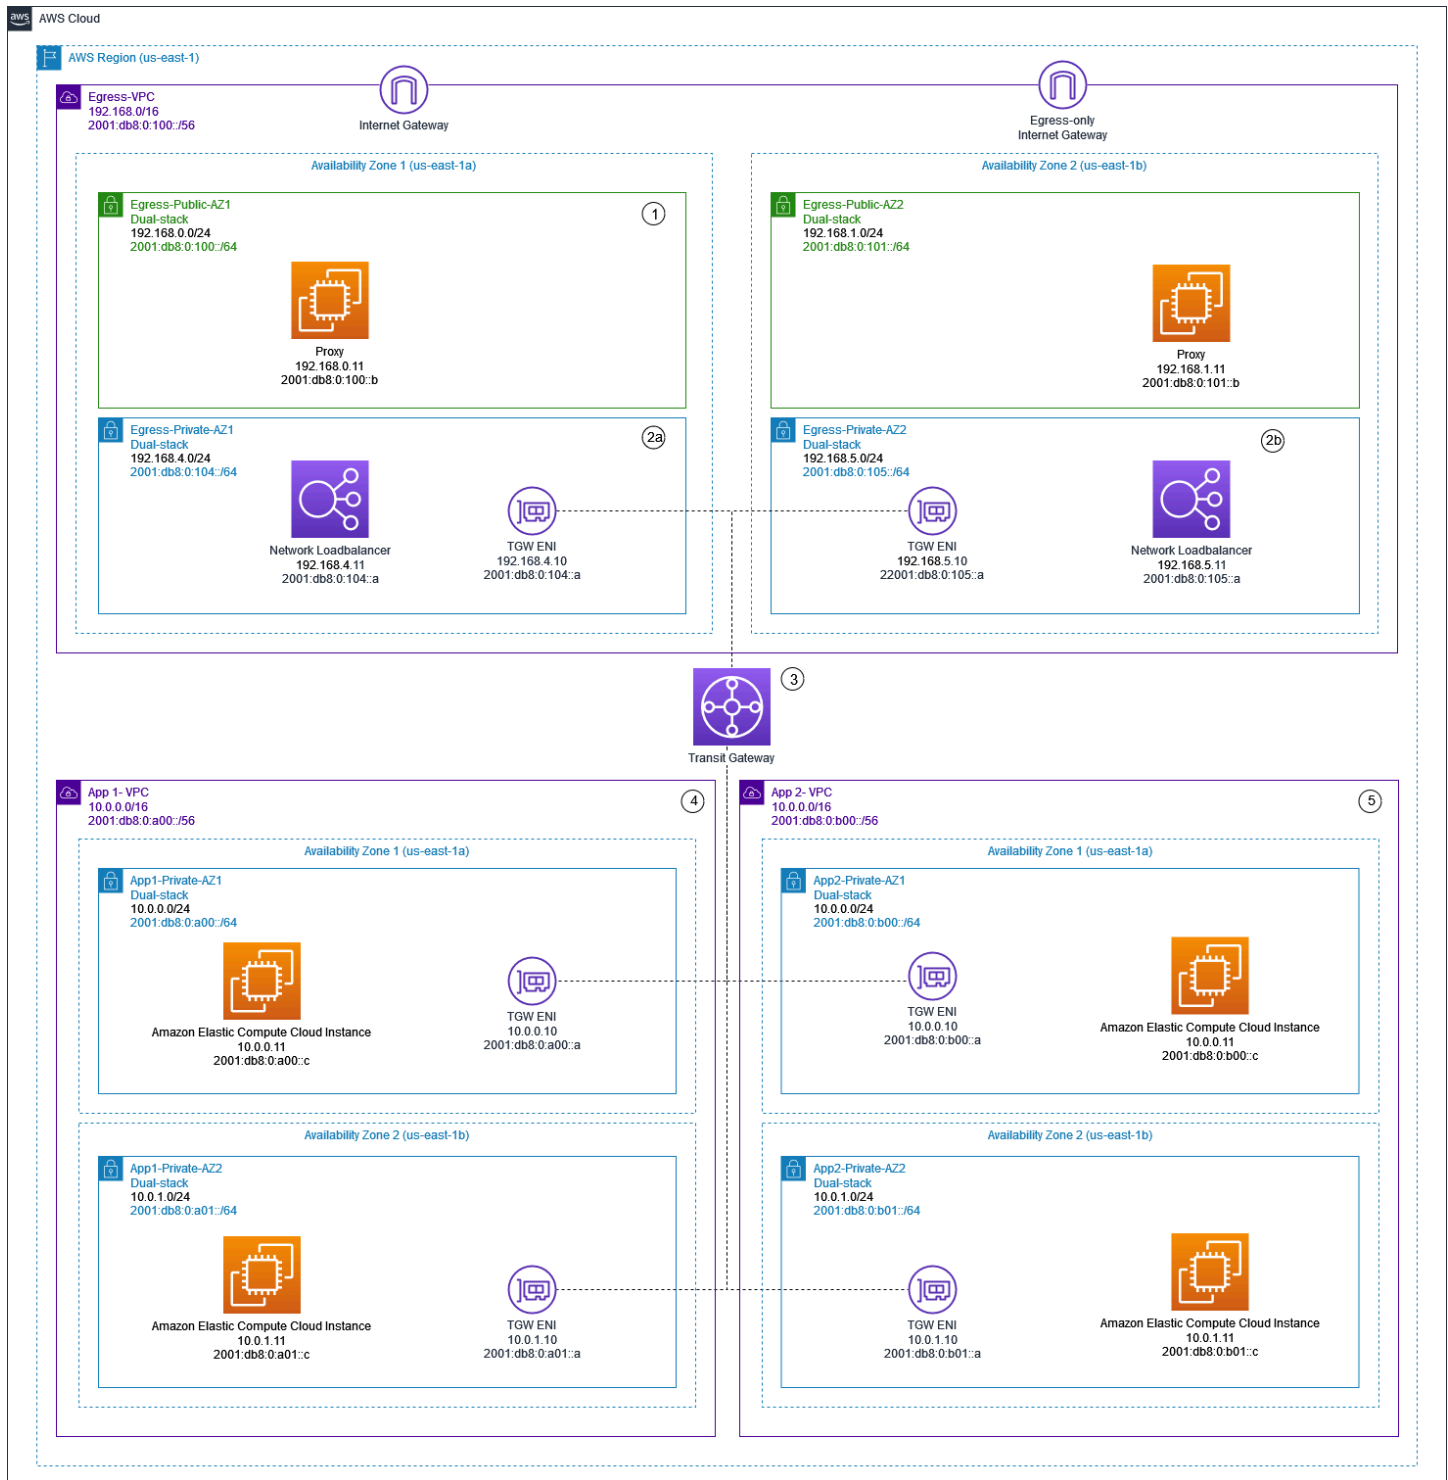 aws
AWS Cloud
AWS Region (us-east-1)
Egress-VPC
192.168.0/16
2001:db8:0:100::/56
Internet Gateway
Egress-only
Internet Gateway
Availability Zone 1 (us-east-1a)
Egress-Public-AZ1
Dual-stack
192.168.0.0/24
2001:db8:0:100::/64
1
Proxy
192.168.0.11
2001:db8:0:100::b
Availability Zone 2 (us-east-1b)
Egress-Public-AZ2
Dual-stack
192.168.1.0/24
2001:db8:0:101::/64
Proxy
192.168.1.11
2001:db8:0:101::b
Egress-Private-AZ1
Dual-stack
192.168.4.0/24
2001:db8:0:104::/64
2a
Network Loadbalancer
192.168.4.11
2001:db8:0:104::a
TGW ENI
192.168.4.10
2001:db8:0:104::a
Egress-Private-AZ2
Dual-stack
192.168.5.0/24
2001:db8:0:105::/64
2b
TGW ENI
192.168.5.10
22001:db8:0:105::a
Network Loadbalancer
192.168.5.11
2001:db8:0:105::a
3
Transit Gateway
App 1- VPC
10.0.0.0/16
2001:db8:0:a00::/56
4
Availability Zone 1 (us-east-1a)
App1-Private-AZ1
Dual-stack
10.0.0.0/24
2001:db8:0:a00::/64
Amazon Elastic Compute Cloud Instance
10.0.0.11
2001:db8:0:a00::c
TGW ENI
10.0.0.10
2001:db8:0:a00::a
Availability Zone 2 (us-east-1b)
App1-Private-AZ2
Dual-stack
10.0.1.0/24
2001:db8:0:a01::/64
Amazon Elastic Compute Cloud Instance
10.0.1.11
2001:db8:0:a01::c
TGW ENI
10.0.1.10
2001:db8:0:a01::a
App 2- VPC
10.0.0.0/16
2001:db8:0:b00::/56
5
Availability Zone 1 (us-east-1a)
App2-Private-AZ1
Dual-stack
10.0.0.0/24
2001:db8:0:b00::/64
TGW ENI
10.0.0.10
2001:db8:0:b00::a
Amazon Elastic Compute Cloud Instance
10.0.0.11
2001:db8:0:b00::c
Availability Zone 2 (us-east-1b)
App2-Private-AZ2
Dual-stack
10.0.1.0/24
2001:db8:0:b01::/64
TGW ENI
10.0.1.10
2001:db8:0:b01::a
Amazon Elastic Compute Cloud Instance
10.0.1.11
2001:db8:0:b01::c